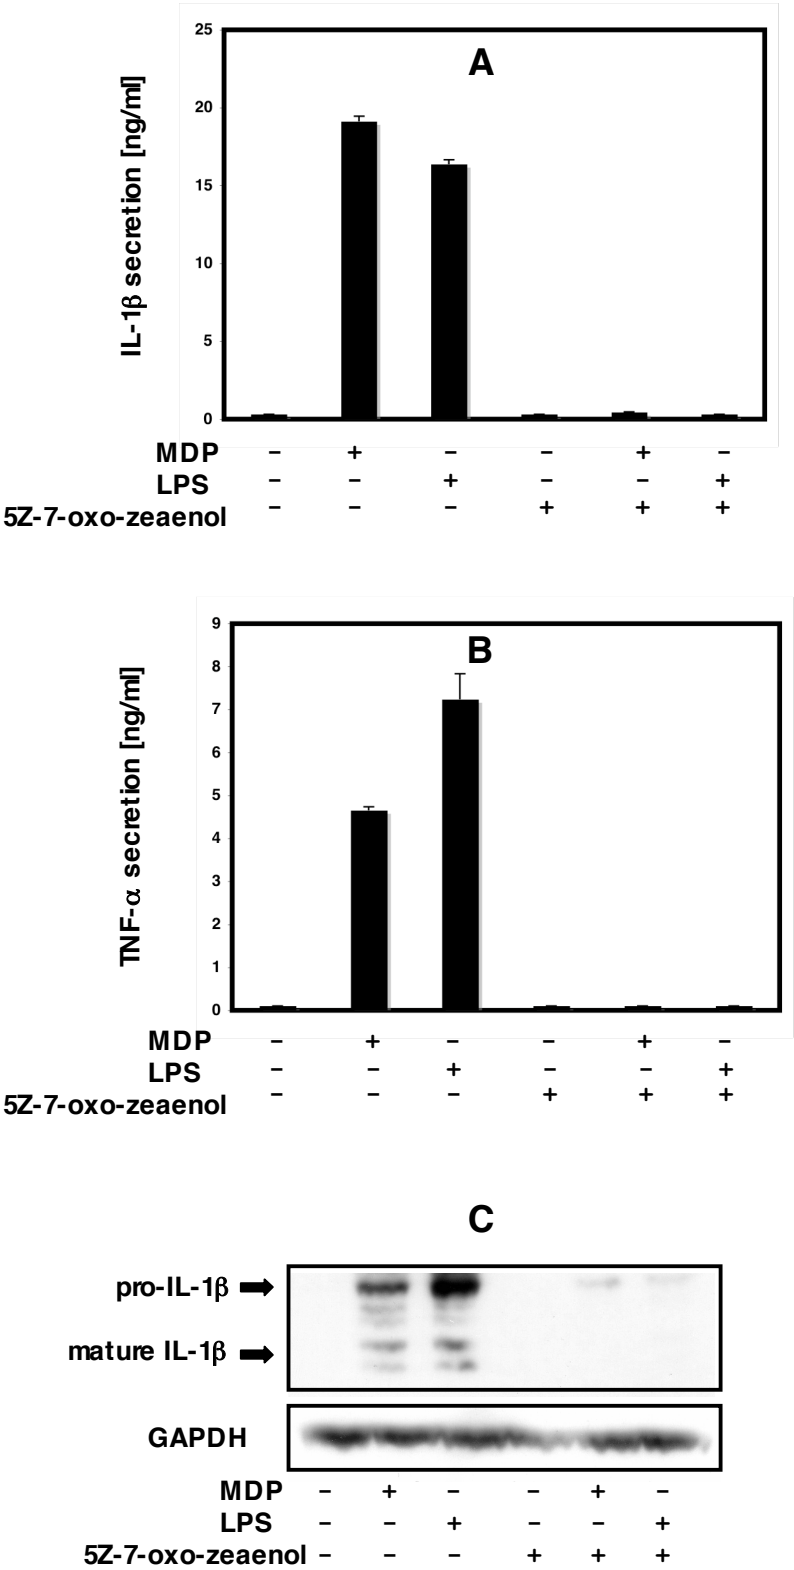 A
IL-1β secretion [ng/ml]
25
20
15
10
5
0
MDP – + – – + –
LPS – – + – – +
5Z-7-oxo-zeaenol – – – + + +
B
TNF-α secretion [ng/ml]
9
8
7
6
5
4
3
2
1
0
MDP – + – – + –
LPS – – + – – +
5Z-7-oxo-zeaenol – – – + + +
C
pro-IL-1β
mature IL-1β
GAPDH
MDP – + – – + –
LPS – – + – – +
5Z-7-oxo-zeaenol – – – + + +